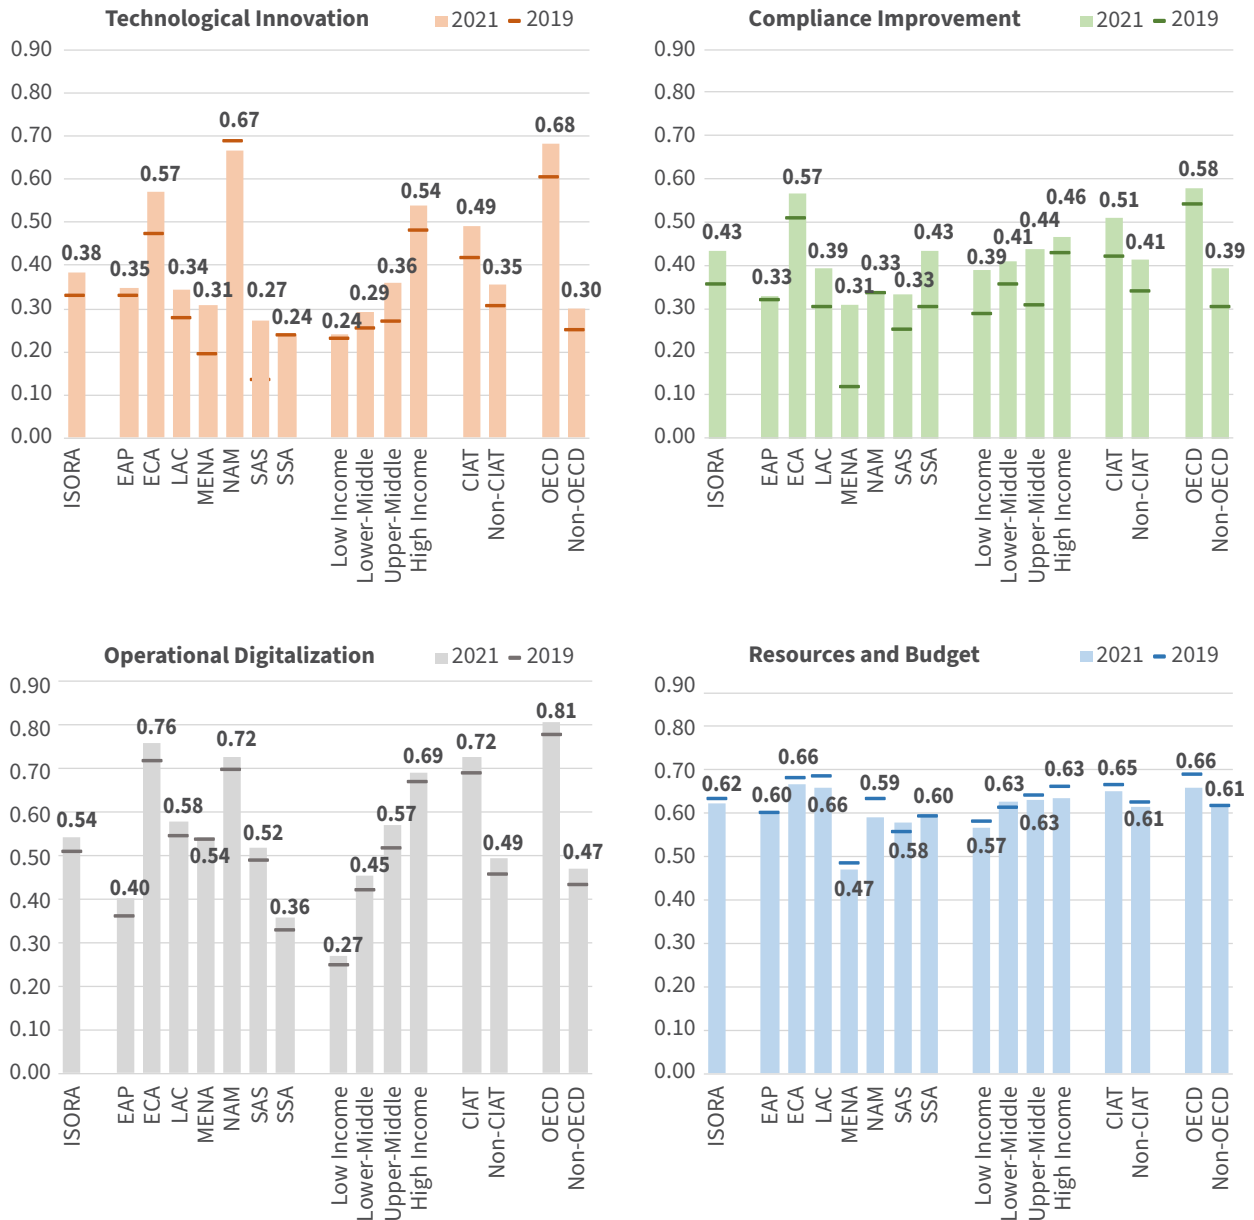 Technological Innovation
2021 2019
0.90
0.80
0.70
0.60
0.50
0.40
0.30
0.20
0.10
0.00
0.38
0.35
0.57
0.34
0.31
0.67
0.27
0.24
0.24
0.29
0.36
0.54
0.49
0.35
0.68
0.30
ISORA
EAP
ECA
LAC
MENA
NAM
SAS
SSA
Low Income
Lower-Middle
Upper-Middle
High Income
CIAT
Non-CIAT
OECD
Non-OECD
Compliance Improvement
2021 2019
0.90
0.80
0.70
0.60
0.50
0.40
0.30
0.20
0.10
0.00
0.43
0.33
0.57
0.39
0.31
0.33
0.33
0.43
0.39
0.41
0.44
0.46
0.51
0.41
0.58
0.39
ISORA
EAP
ECA
LAC
MENA
NAM
SAS
SSA
Low Income
Lower-Middle
Upper-Middle
High Income
CIAT
Non-CIAT
OECD
Non-OECD
Operational Digitalization
2021 2019
0.90
0.80
0.70
0.60
0.50
0.40
0.30
0.20
0.10
0.00
0.54
0.40
0.76
0.58
0.54
0.72
0.52
0.36
0.27
0.45
0.57
0.69
0.72
0.49
0.81
0.47
ISORA
EAP
ECA
LAC
MENA
NAM
SAS
SSA
Low Income
Lower-Middle
Upper-Middle
High Income
CIAT
Non-CIAT
OECD
Non-OECD
Resources and Budget
2021 2019
0.90
0.80
0.70
0.60
0.50
0.40
0.30
0.20
0.10
0.00
0.62
0.60
0.66
0.66
0.47
0.59
0.58
0.60
0.57
0.63
0.63
0.63
0.65
0.61
0.66
0.61
ISORA
EAP
ECA
LAC
MENA
NAM
SAS
SSA
Low Income
Lower-Middle
Upper-Middle
High Income
CIAT
Non-CIAT
OECD
Non-OECD